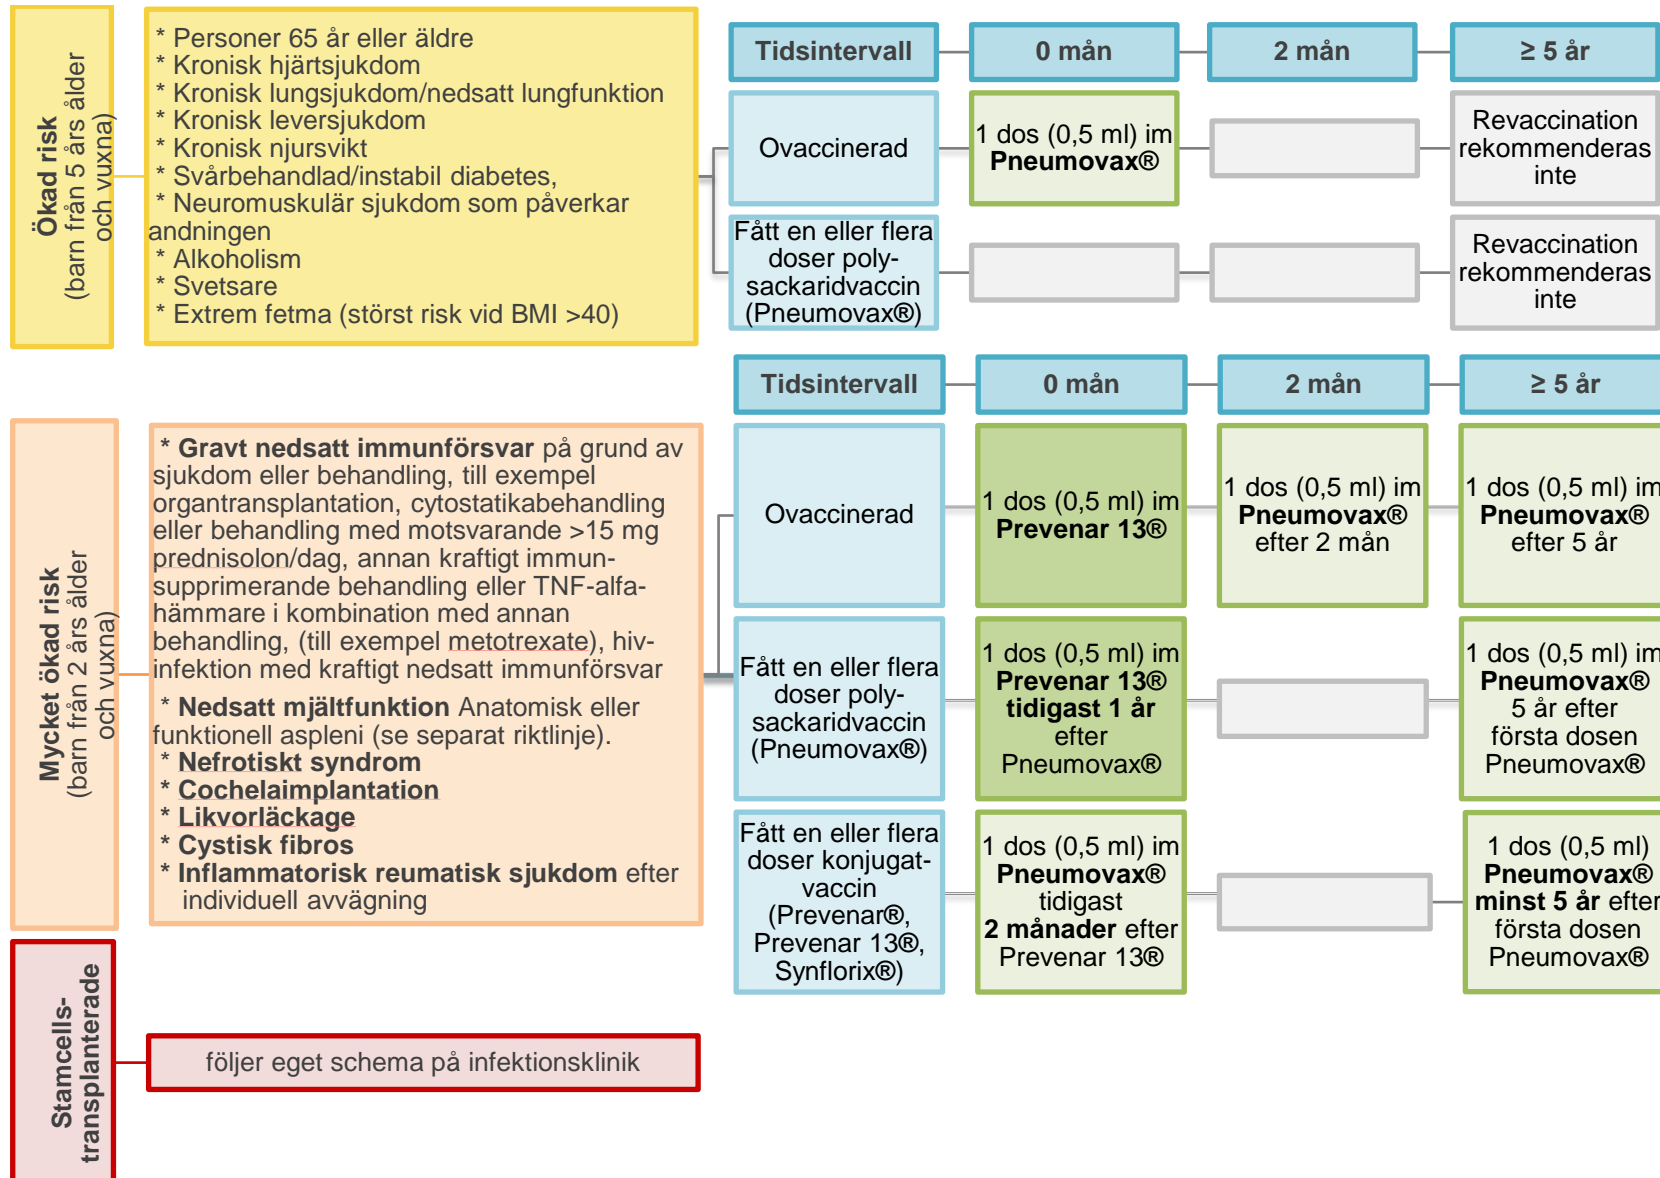 Ökad risk
(barn från 5 års ålder
och vuxna)
* Personer 65 år eller äldre
* Kronisk hjärtsjukdom
* Kronisk lungsjukdom/nedsatt lungfunktion
* Kronisk leversjukdom
* Kronisk njursvikt
* Svårbehandlad/instabil diabetes,
* Neuromuskulär sjukdom som påverkar
andningen
* Alkoholism
* Svetsare
* Extrem fetma (störst risk vid BMI >40)
Tidsintervall
0 mån
2 mån
≥ 5 år
Ovaccinerad
1 dos (0,5 ml) im
Pneumovax®
Revaccination
rekommenderas
inte
Fått en eller flera
doser poly-
sackaridvaccin
(Pneumovax®)
Revaccination
rekommenderas
inte
Mycket ökad risk
(barn från 2 års ålder
och vuxna)
* Gravt nedsatt immunförsvar på grund av
sjukdom eller behandling, till exempel
organtransplantation, cytostatikabehandling
eller behandling med motsvarande >15 mg
prednisolon/dag, annan kraftigt immun-
supprimerande behandling eller TNF-alfa-
hämmare i kombination med annan
behandling, (till exempel metotrexate), hiv-
infektion med kraftigt nedsatt immunförsvar
* Nedsatt mjältfunktion Anatomisk eller
funktionell aspleni (se separat riktlinje).
* Nefrotiskt syndrom
* Cochelaimplantation
* Likvorläckage
* Cystisk fibros
* Inflammatorisk reumatisk sjukdom efter
individuell avvägning
Tidsintervall
0 mån
2 mån
≥ 5 år
Ovaccinerad
1 dos (0,5 ml) im
Prevenar 13®
1 dos (0,5 ml) im
Pneumovax®
efter 2 mån
1 dos (0,5 ml) im
Pneumovax®
efter 5 år
Fått en eller flera
doser poly-
sackaridvaccin
(Pneumovax®)
1 dos (0,5 ml) im
Prevenar 13®
tidigast 1 år
efter
Pneumovax®
1 dos (0,5 ml) im
Pneumovax®
5 år efter
första dosen
Pneumovax®
Fått en eller flera
doser konjugat-
vaccin
(Prevenar®,
Prevenar 13®,
Synflorix®)
1 dos (0,5 ml) im
Pneumovax®
tidigast
2 månader efter
Prevenar 13®
1 dos (0,5 ml)
Pneumovax®
minst 5 år efter
första dosen
Pneumovax®
Stamcells-
transplanterade
följer eget schema på infektionsklinik